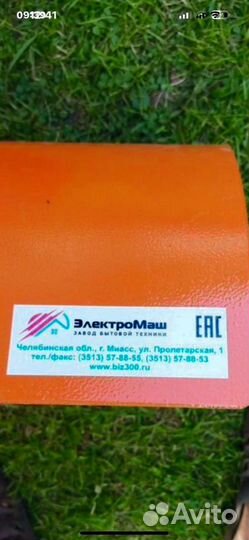 ЭлектроМаш
ЗАВОД БЫТОВОЙ ТЕХНИКИ
EAC
Челябинская обл., г. Миасс, ул. Пролетарская, 1
тел./факс: (3513) 57-88-55, (3513) 57-88-53
www.biz300.ru
Avito